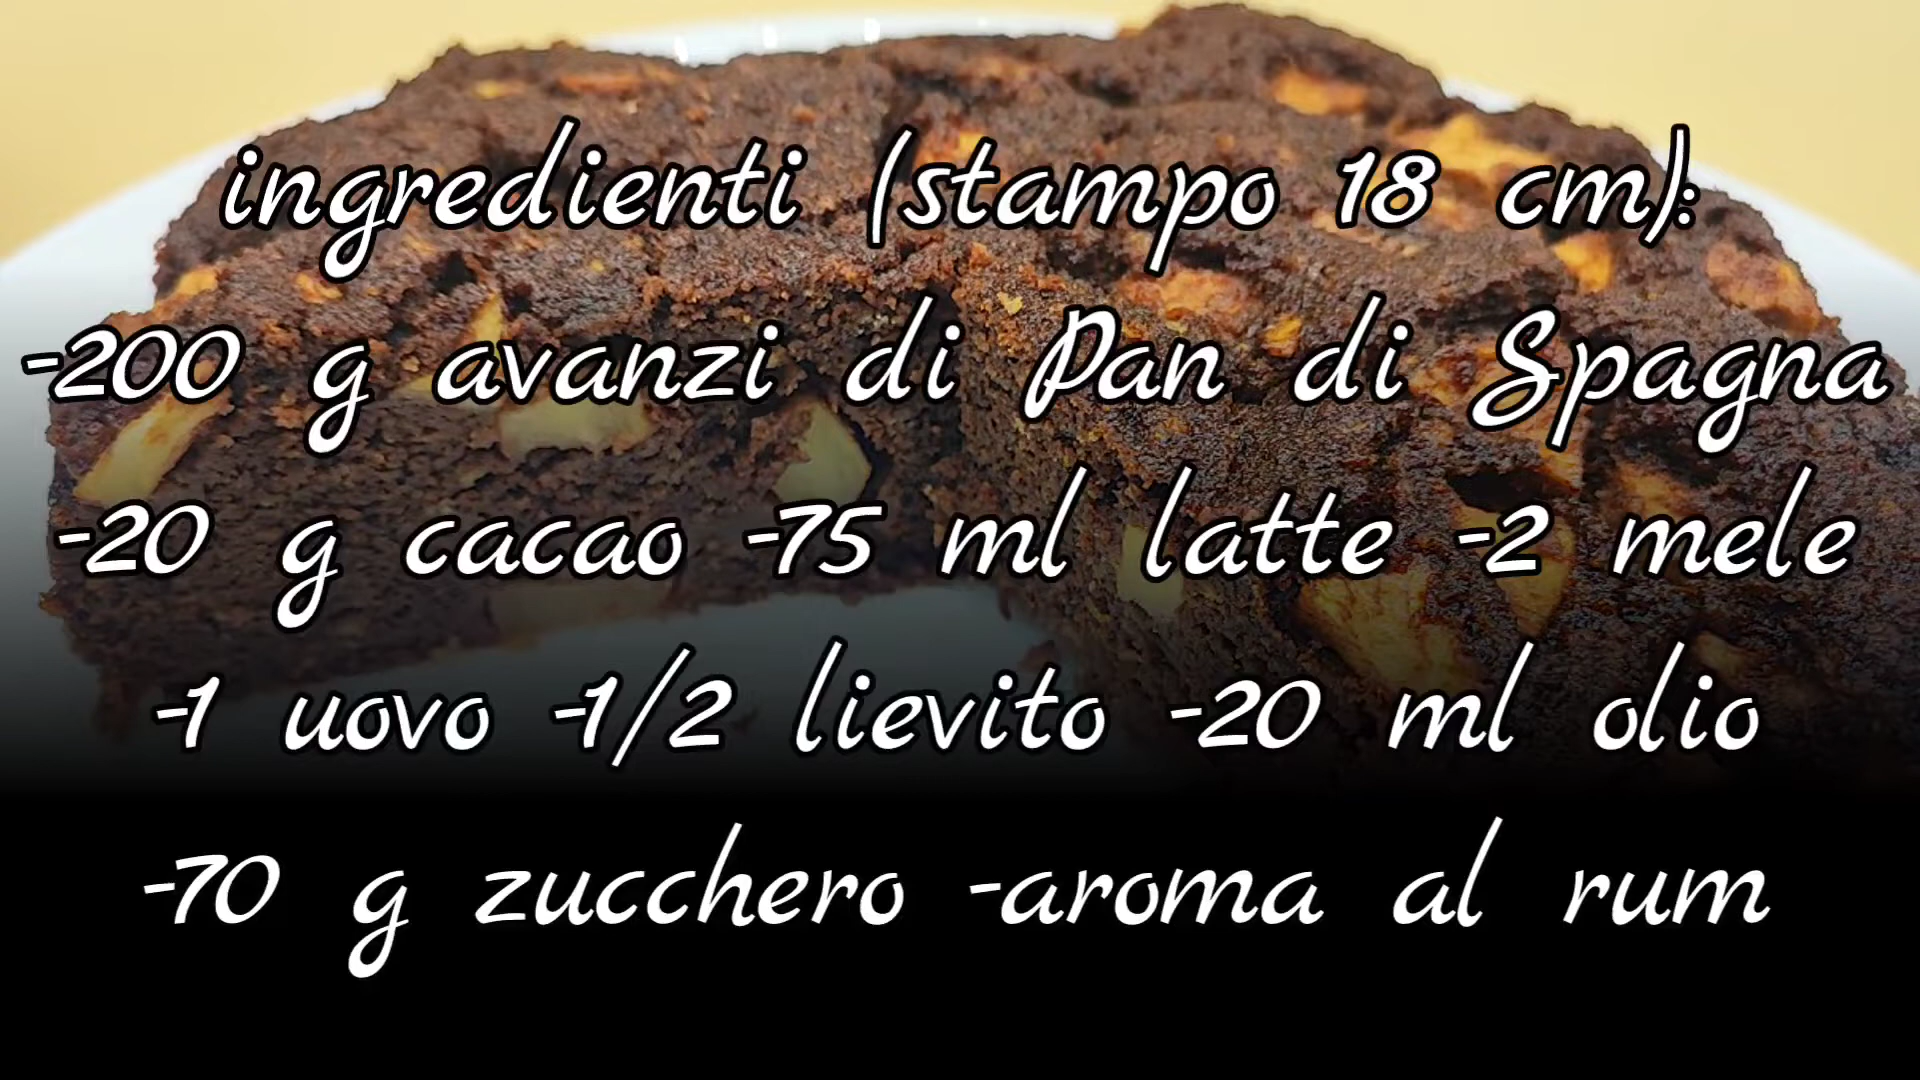 ingredienti (stampo 18 cm):
-200 g avanzi di Pan di Spagna
-20 g cacao -75 ml latte -2 mele
-1 uovo -1/2 lievito -20 ml olio
-70 g zucchero -aroma al rum